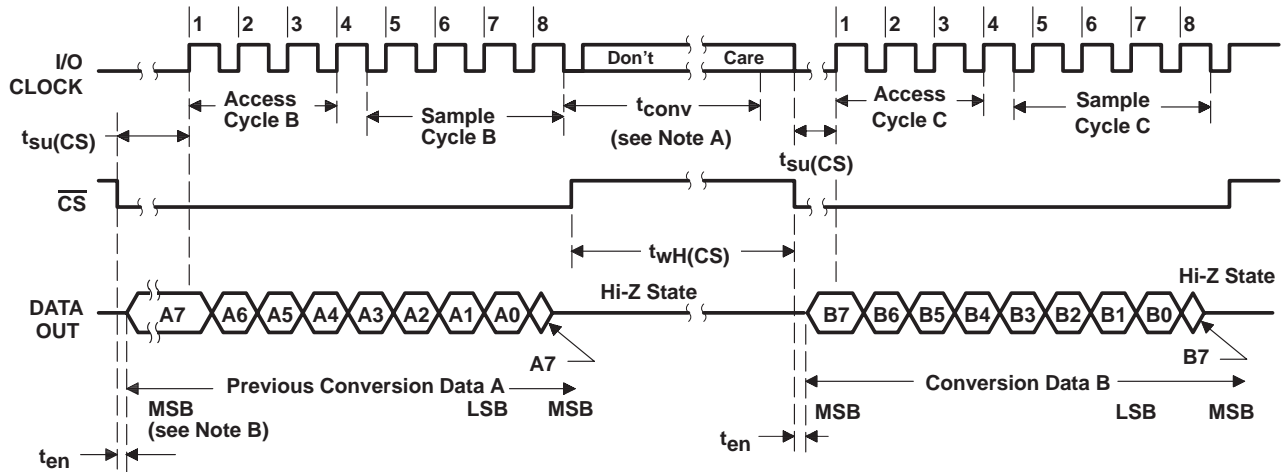 1 2 3 4 5 6 7 8 1 2 3 4 5 6 7 8
I/O
CLOCK
Don't Care
Access
Cycle B
Sample
Cycle B
tconv
(see Note A)
Access
Cycle C
Sample
Cycle C
tsu(CS)
tsu(CS)
CS
twH(CS)
Hi-Z State
Hi-Z State
DATA
OUT
A7 A6 A5 A4 A3 A2 A1 A0
B7 B6 B5 B4 B3 B2 B1 B0
A7
B7
Previous Conversion Data A
Conversion Data B
MSB
(see Note B)
LSB
MSB
MSB
LSB
MSB
ten
ten